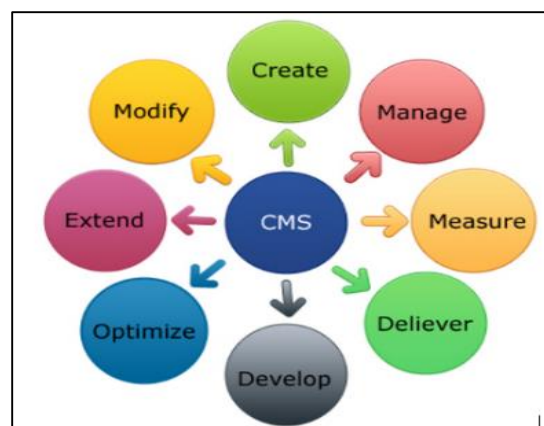 Create
Modify
Manage
Extend
CMS
Measure
Optimize
Deliever
Develop